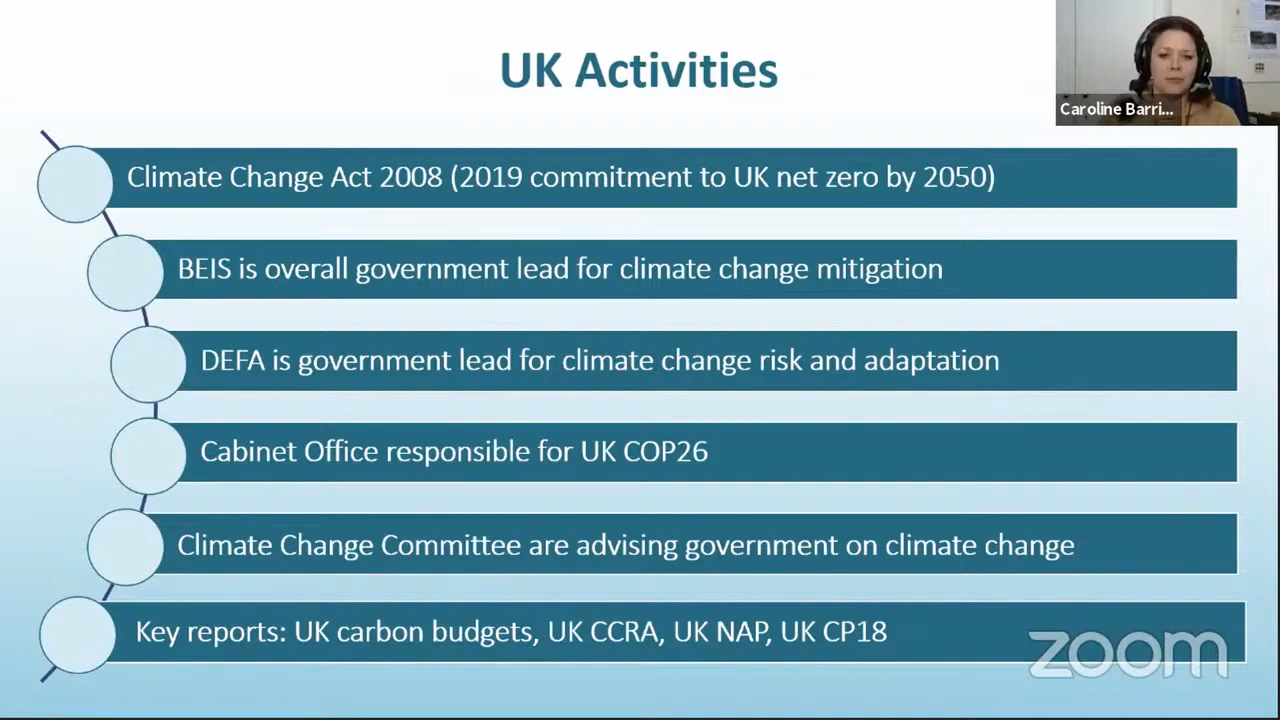 UK Activities
Caroline Barri...
Climate Change Act 2008 (2019 commitment to UK net zero by 2050)
BEIS is overall government lead for climate change mitigation
DEFA is government lead for climate change risk and adaptation
Cabinet Office responsible for UK COP26
Climate Change Committee are advising government on climate change
Key reports: UK carbon budgets, UK CCRA, UK NAP, UK CP18
zoom